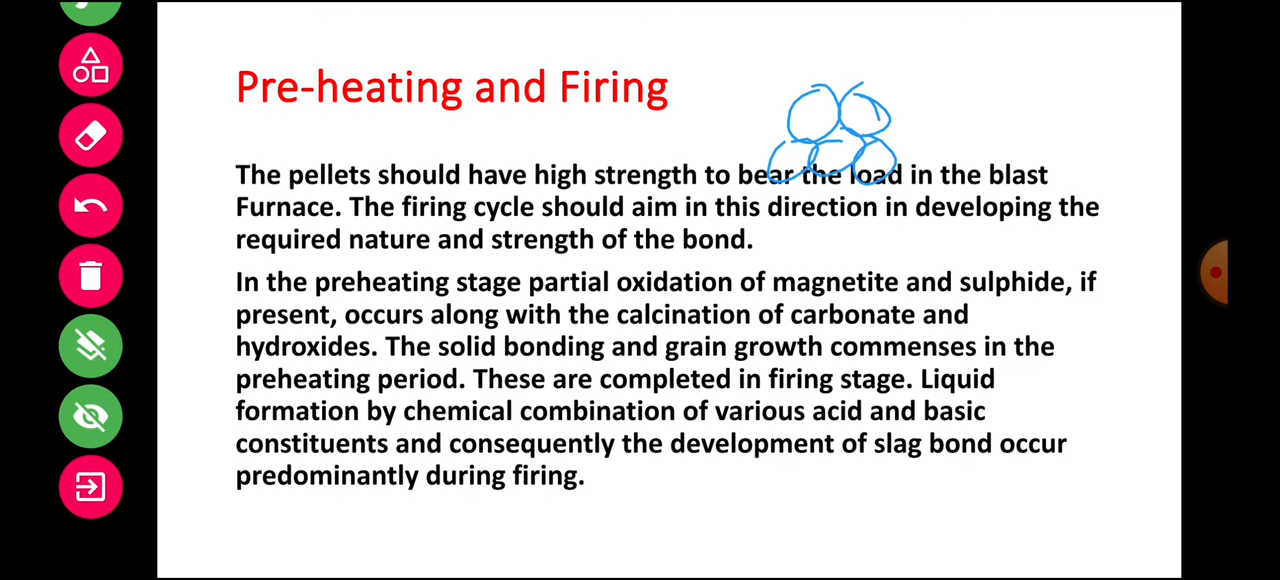 Pre-heating and Firing
The pellets should have high strength to bear the load in the blast
Furnace. The firing cycle should aim in this direction in developing the
required nature and strength of the bond.
In the preheating stage partial oxidation of magnetite and sulphide, if
present, occurs along with the calcination of carbonate and
hydroxides. The solid bonding and grain growth commenses in the
preheating period. These are completed in firing stage. Liquid
formation by chemical combination of various acid and basic
constituents and consequently the development of slag bond occur
predominantly during firing.